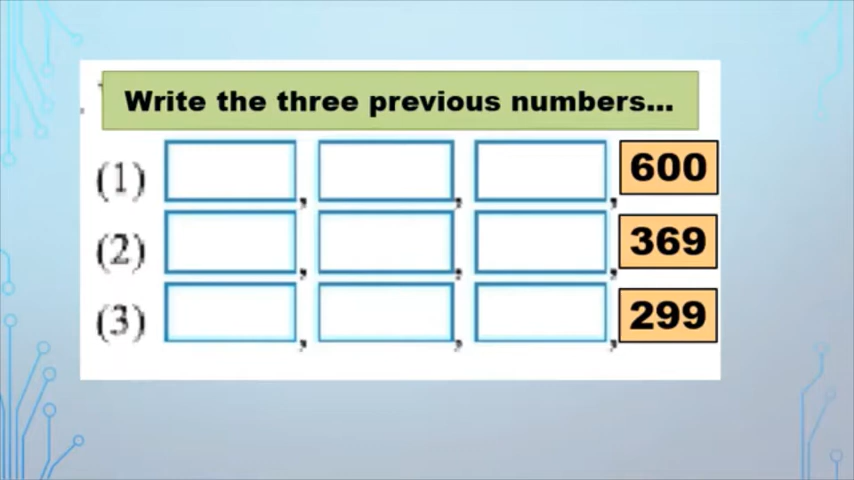 Write the three previous numbers...
(1) , , , 600
(2) , , , 369
(3) , , , 299